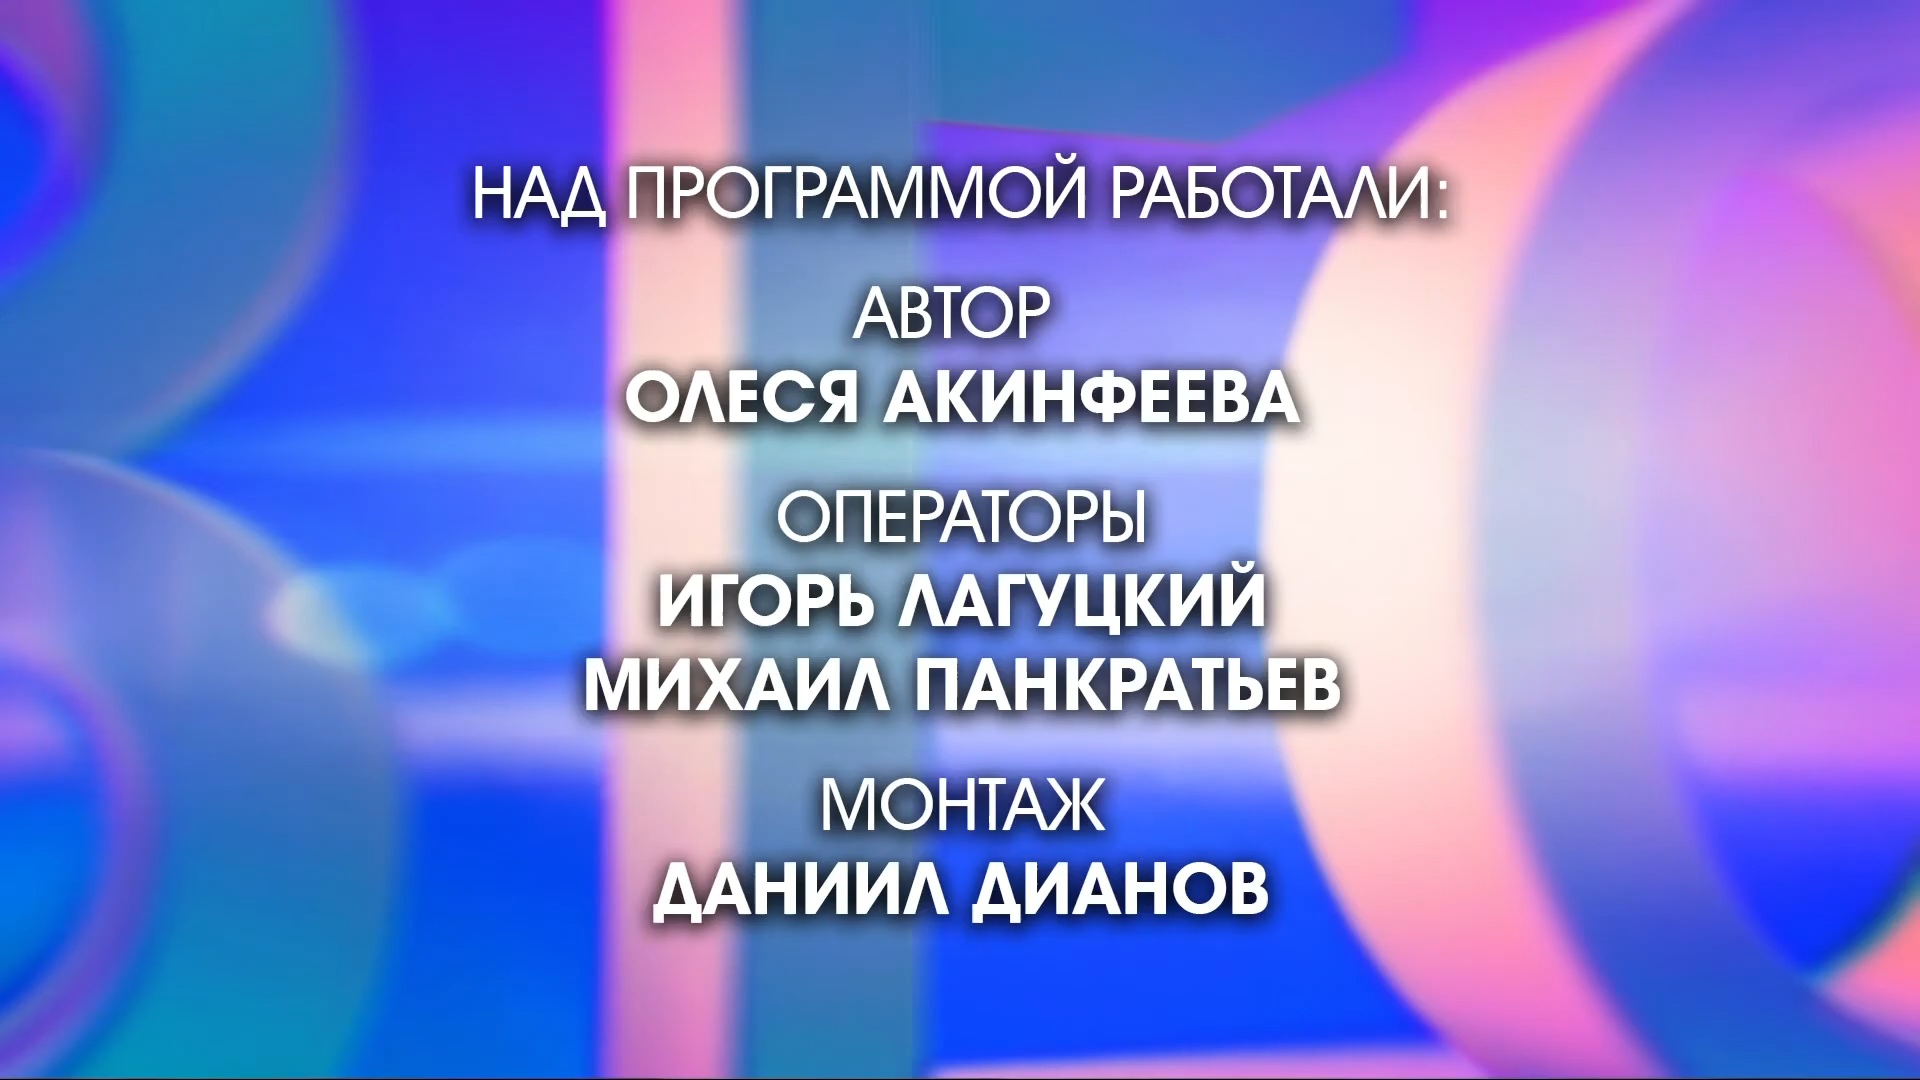 НАД ПРОГРАММОЙ РАБОТАЛИ:
АВТОР
ОЛЕСЯ АКИНФЕЕВА
ОПЕРАТОРЫ
ИГОРЬ ЛАГУЦКИЙ
МИХАИЛ ПАНКРАТЬЕВ
МОНТАЖ
ДАНИИЛ ДИАНОВ